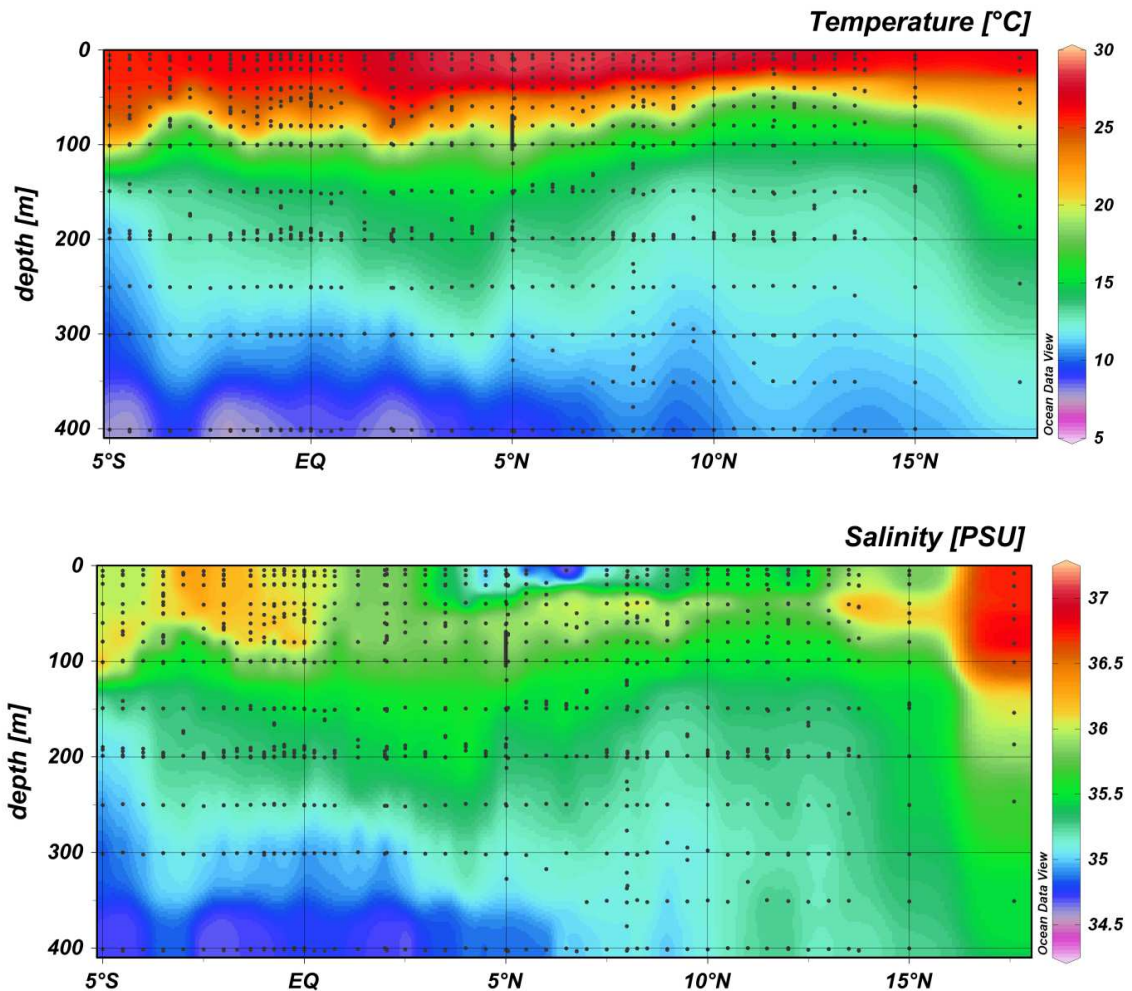 Temperature [°C]
0
100
200
300
400
depth [m]
5°S
EQ
5°N
10°N
15°N
30
25
20
15
10
5
Ocean Data View
Salinity [PSU]
0
100
200
300
400
depth [m]
5°S
EQ
5°N
10°N
15°N
37
36.5
36
35.5
35
34.5
Ocean Data View